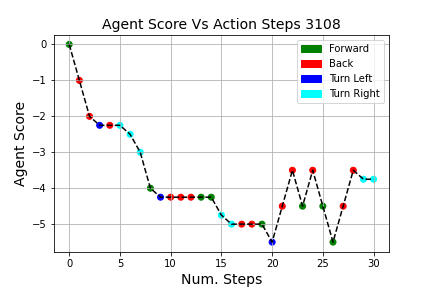 Agent Score Vs Action Steps 3108
Forward
Back
Turn Left
Turn Right
Agent Score
0
−1
−2
−3
−4
−5
0 5 10 15 20 25 30
Num. Steps